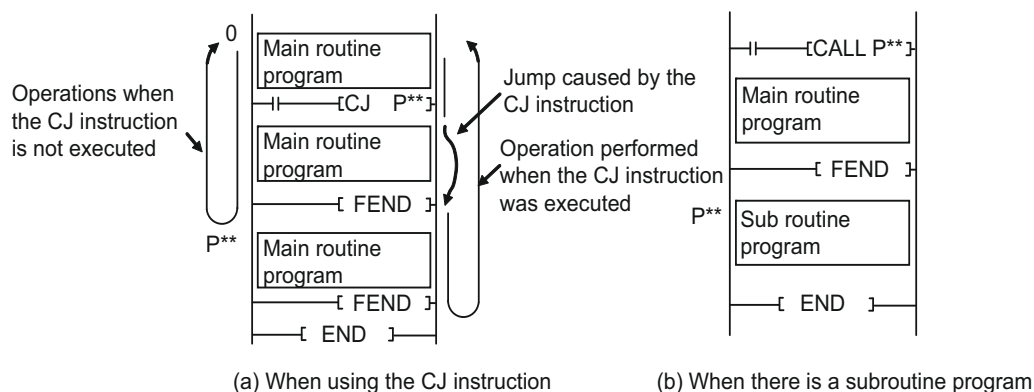 0
Operations when
the CJ instruction
is not executed
Main routine
program
CJ P**
Main routine
program
FEND
P**
Main routine
program
FEND
END
Jump caused by the
CJ instruction
Operation performed
when the CJ instruction
was executed
(a) When using the CJ instruction
CALL P**
Main routine
program
FEND
P**
Sub routine
program
END
(b) When there is a subroutine program